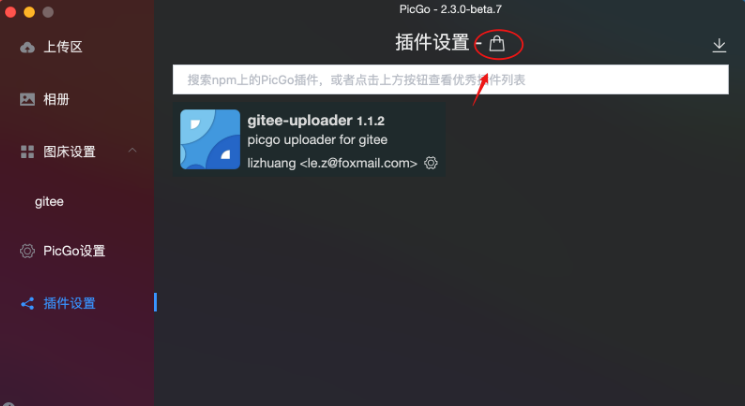 PicGo - 2.3.0-beta.7
上传区
相册
图床设置
gitee
PicGo设置
插件设置
插件设置 -
搜索npm上的PicGo插件，或者点击上方按钮查看优秀插件列表
gitee-uploader 1.1.2
picgo uploader for gitee
lizhuang <le.z@foxmail.com>